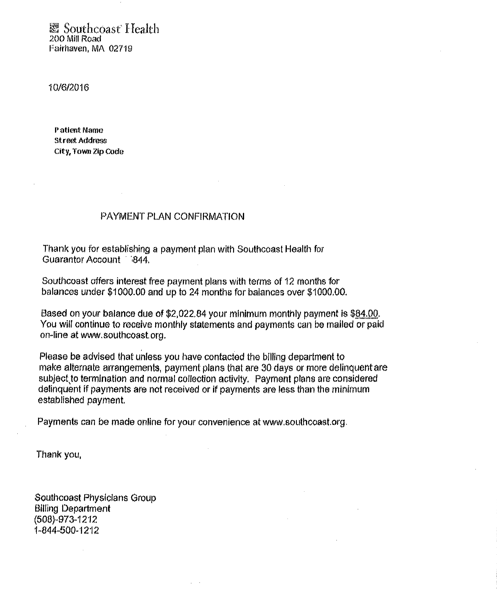 Southcoast Health
200 Mill Road
Fairhaven, MA 02719
10/6/2016
Patient Name
Street Address
City, Town Zip Code
PAYMENT PLAN CONFIRMATION
Thank you for establishing a payment plan with Southcoast Health for
Guarantor Account 844.
Southcoast offers interest free payment plans with terms of 12 months for
balances under $1000.00 and up to 24 months for balances over $1000.00.
Based on your balance due of $2,022.84 your minimum monthly payment is $84.00.
You will continue to receive monthly statements and payments can be mailed or paid
on-line at www.southcoast.org.
Please be advised that unless you have contacted the billing department to
make alternate arrangements, payment plans that are 30 days or more delinquent are
subject to termination and normal collection activity. Payment plans are considered
delinquent if payments are not received or if payments are less than the minimum
established payment.
Payments can be made online for your convenience at www.southcoast.org.
Thank you,
Southcoast Physicians Group
Billing Department
(508)-973-1212
1-844-500-1212